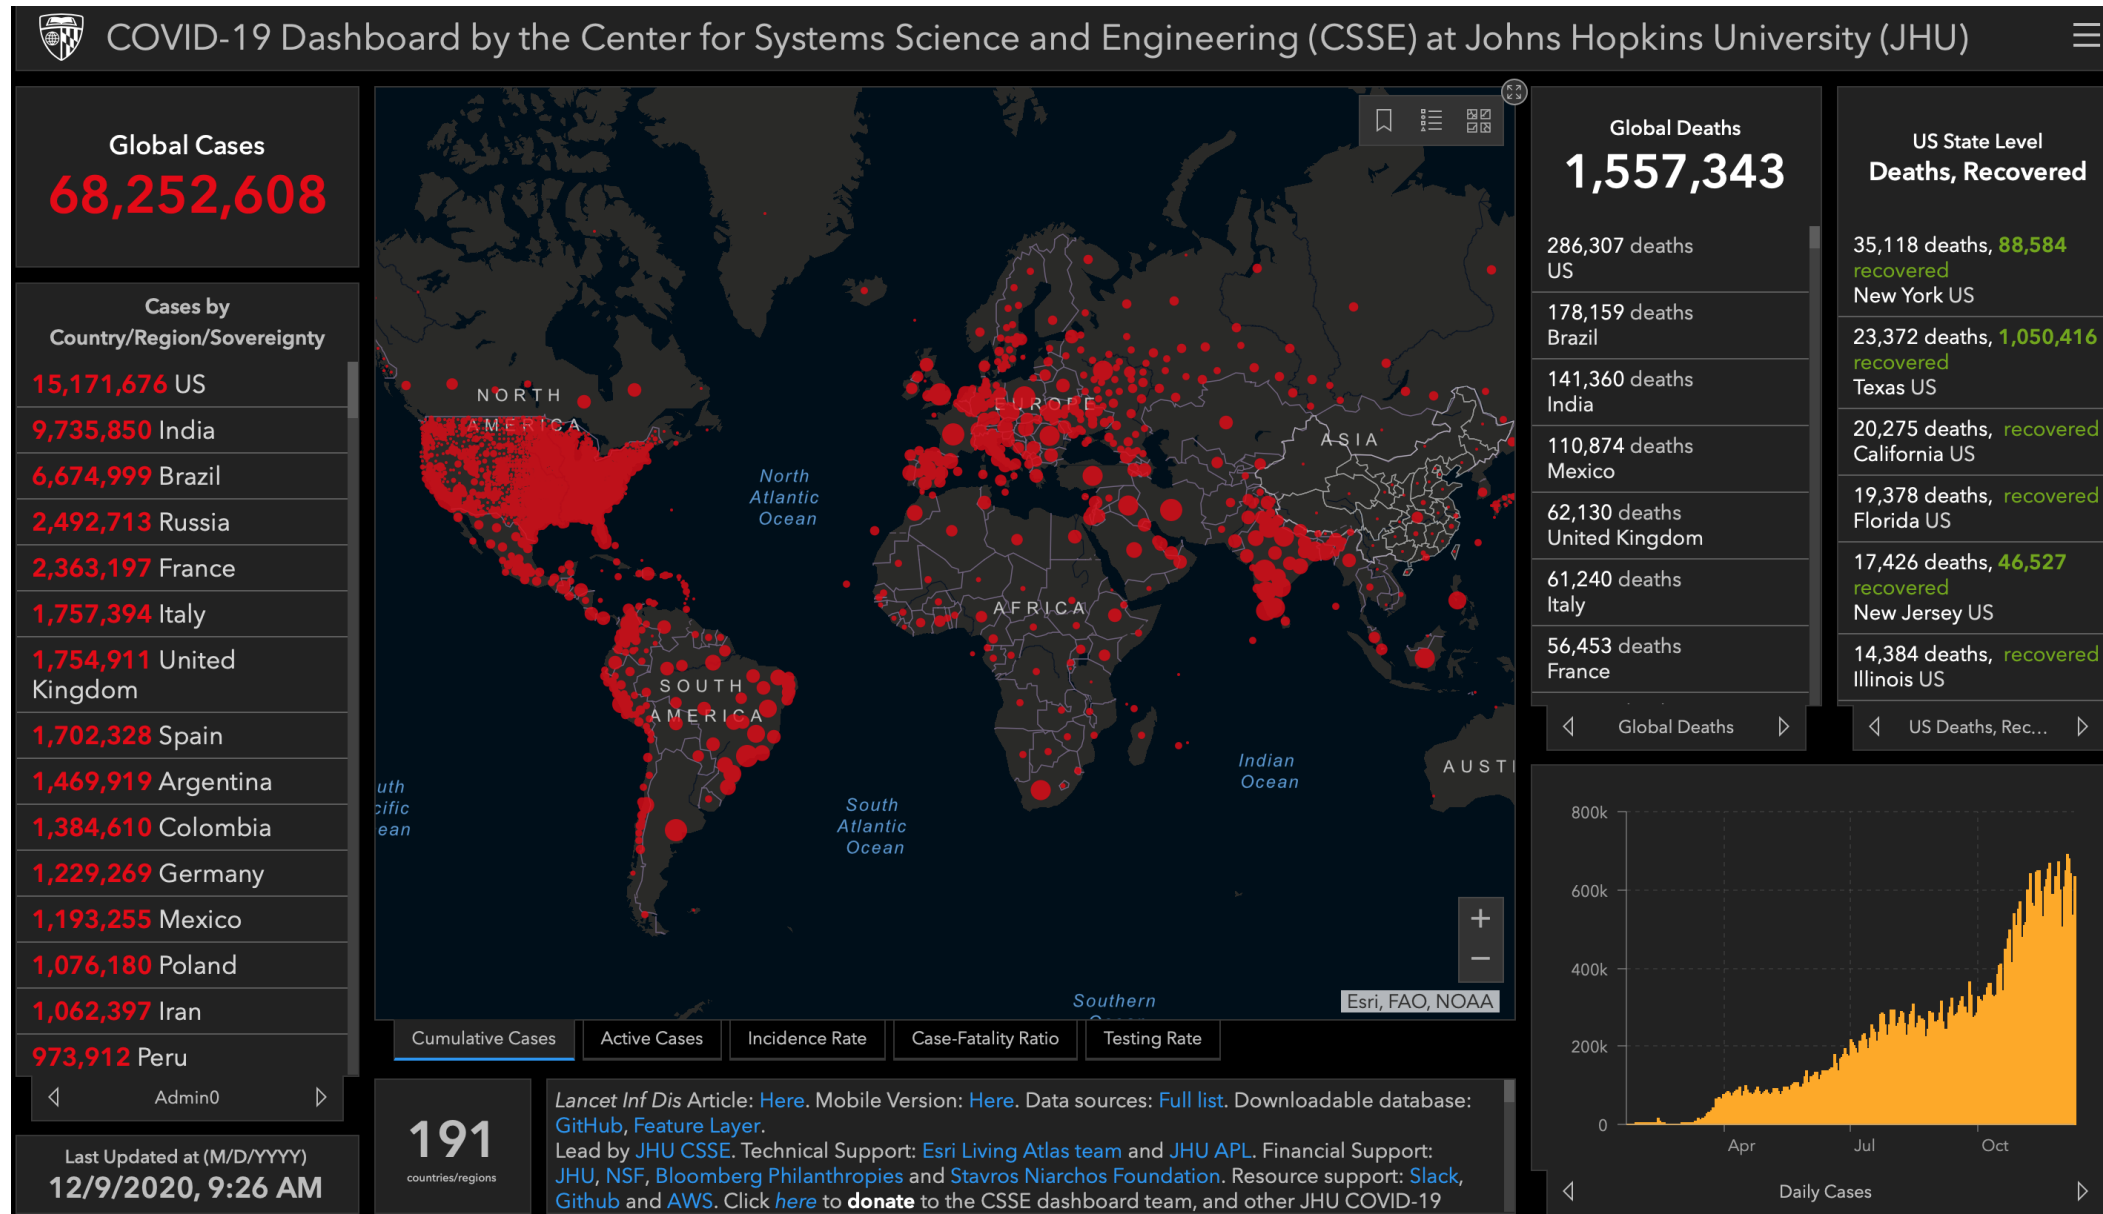 COVID-19 Dashboard by the Center for Systems Science and Engineering (CSSE) at Johns Hopkins University (JHU)
Global Cases
68,252,608
Cases by
Country/Region/Sovereignty
15,171,676 US
9,735,850 India
6,674,999 Brazil
2,492,713 Russia
2,363,197 France
1,757,394 Italy
1,754,911 United
Kingdom
1,702,328 Spain
1,469,919 Argentina
1,384,610 Colombia
1,229,269 Germany
1,193,255 Mexico
1,076,180 Poland
1,062,397 Iran
973,912 Peru
Admin0
Last Updated at (M/D/YYYY)
12/9/2020, 9:26 AM
NORTH
AMERICA
EUROPE
ASIA
North
Atlantic
Ocean
AFRICA
SOUTH
AMERICA
Indian
Ocean
AUSTI
uth
cific
ean
South
Atlantic
Ocean
Southern
Esri, FAO, NOAA
Cumulative Cases
Active Cases
Incidence Rate
Case-Fatality Ratio
Testing Rate
191
countries/regions
Lancet Inf Dis Article: Here. Mobile Version: Here. Data sources: Full list. Downloadable database:
GitHub, Feature Layer.
Lead by JHU CSSE. Technical Support: Esri Living Atlas team and JHU APL. Financial Support:
JHU, NSF, Bloomberg Philanthropies and Stavros Niarchos Foundation. Resource support: Slack,
Github and AWS. Click here to donate to the CSSE dashboard team, and other JHU COVID-19
Global Deaths
1,557,343
286,307 deaths
US
178,159 deaths
Brazil
141,360 deaths
India
110,874 deaths
Mexico
62,130 deaths
United Kingdom
61,240 deaths
Italy
56,453 deaths
France
Global Deaths
US State Level
Deaths, Recovered
35,118 deaths, 88,584
recovered
New York US
23,372 deaths, 1,050,416
recovered
Texas US
20,275 deaths, recovered
California US
19,378 deaths, recovered
Florida US
17,426 deaths, 46,527
recovered
New Jersey US
14,384 deaths, recovered
Illinois US
US Deaths, Rec...
800k
600k
400k
200k
0
Apr
Jul
Oct
Daily Cases